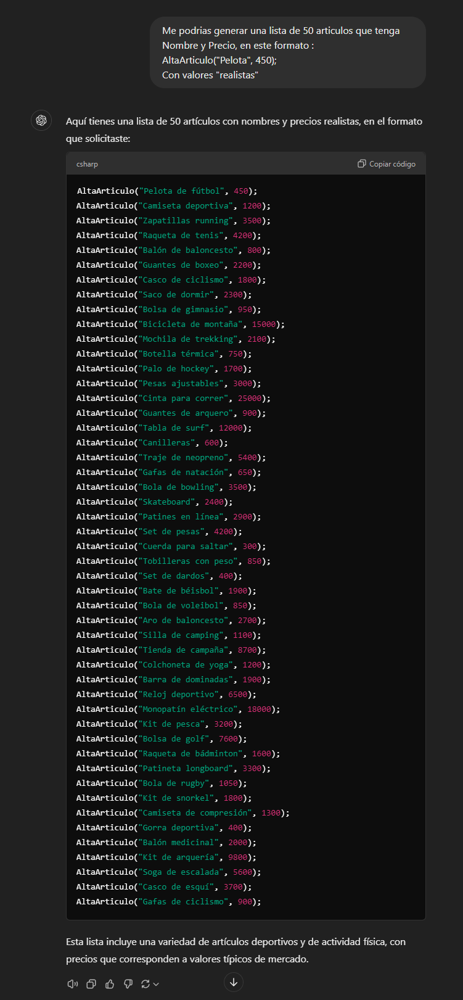 Me podrias generar una lista de 50 articulos que tenga
Nombre y Precio, en este formato :
AltaArticulo("Pelota", 450);
Con valores "realistas"
Aquí tienes una lista de 50 artículos con nombres y precios realistas, en el formato
que solicitaste:
csharp
Copiar código
AltaArticulo("Pelota de fútbol", 450);
AltaArticulo("Camiseta deportiva", 1200);
AltaArticulo("Zapatillas running", 3500);
AltaArticulo("Raqueta de tenis", 4200);
AltaArticulo("Balón de baloncesto", 800);
AltaArticulo("Guantes de boxeo", 2200);
AltaArticulo("Casco de ciclismo", 1800);
AltaArticulo("Saco de dormir", 2300);
AltaArticulo("Bolsa de gimnasio", 950);
AltaArticulo("Bicicleta de montaña", 15000);
AltaArticulo("Mochila de trekking", 2100);
AltaArticulo("Botella térmica", 750);
AltaArticulo("Palo de hockey", 1700);
AltaArticulo("Pesas ajustables", 3000);
AltaArticulo("Cinta para correr", 25000);
AltaArticulo("Guantes de arquero", 900);
AltaArticulo("Tabla de surf", 12000);
AltaArticulo("Canilleras", 600);
AltaArticulo("Traje de neopreno", 5400);
AltaArticulo("Gafas de natación", 650);
AltaArticulo("Bola de bowling", 3500);
AltaArticulo("Skateboard", 2400);
AltaArticulo("Patines en línea", 2900);
AltaArticulo("Set de pesas", 4200);
AltaArticulo("Cuerda para saltar", 300);
AltaArticulo("Tobilleras con peso", 850);
AltaArticulo("Set de dardos", 400);
AltaArticulo("Bate de béisbol", 1900);
AltaArticulo("Bola de voleibol", 850);
AltaArticulo("Aro de baloncesto", 2700);
AltaArticulo("Silla de camping", 1100);
AltaArticulo("Tienda de campaña", 8700);
AltaArticulo("Colchoneta de yoga", 1200);
AltaArticulo("Barra de dominadas", 1900);
AltaArticulo("Reloj deportivo", 6500);
AltaArticulo("Monopatín eléctrico", 18000);
AltaArticulo("Kit de pesca", 3200);
AltaArticulo("Bolsa de golf", 7600);
AltaArticulo("Raqueta de bádminton", 1600);
AltaArticulo("Patineta longboard", 3300);
AltaArticulo("Bola de rugby", 1050);
AltaArticulo("Kit de snorkel", 1800);
AltaArticulo("Camiseta de compresión", 1300);
AltaArticulo("Gorra deportiva", 400);
AltaArticulo("Balón medicinal", 2000);
AltaArticulo("Kit de arquería", 9800);
AltaArticulo("Soga de escalada", 5600);
AltaArticulo("Casco de esquí", 3700);
AltaArticulo("Gafas de ciclismo", 900);
Esta lista incluye una variedad de artículos deportivos y de actividad física, con
precios que corresponden a valores típicos de mercado.